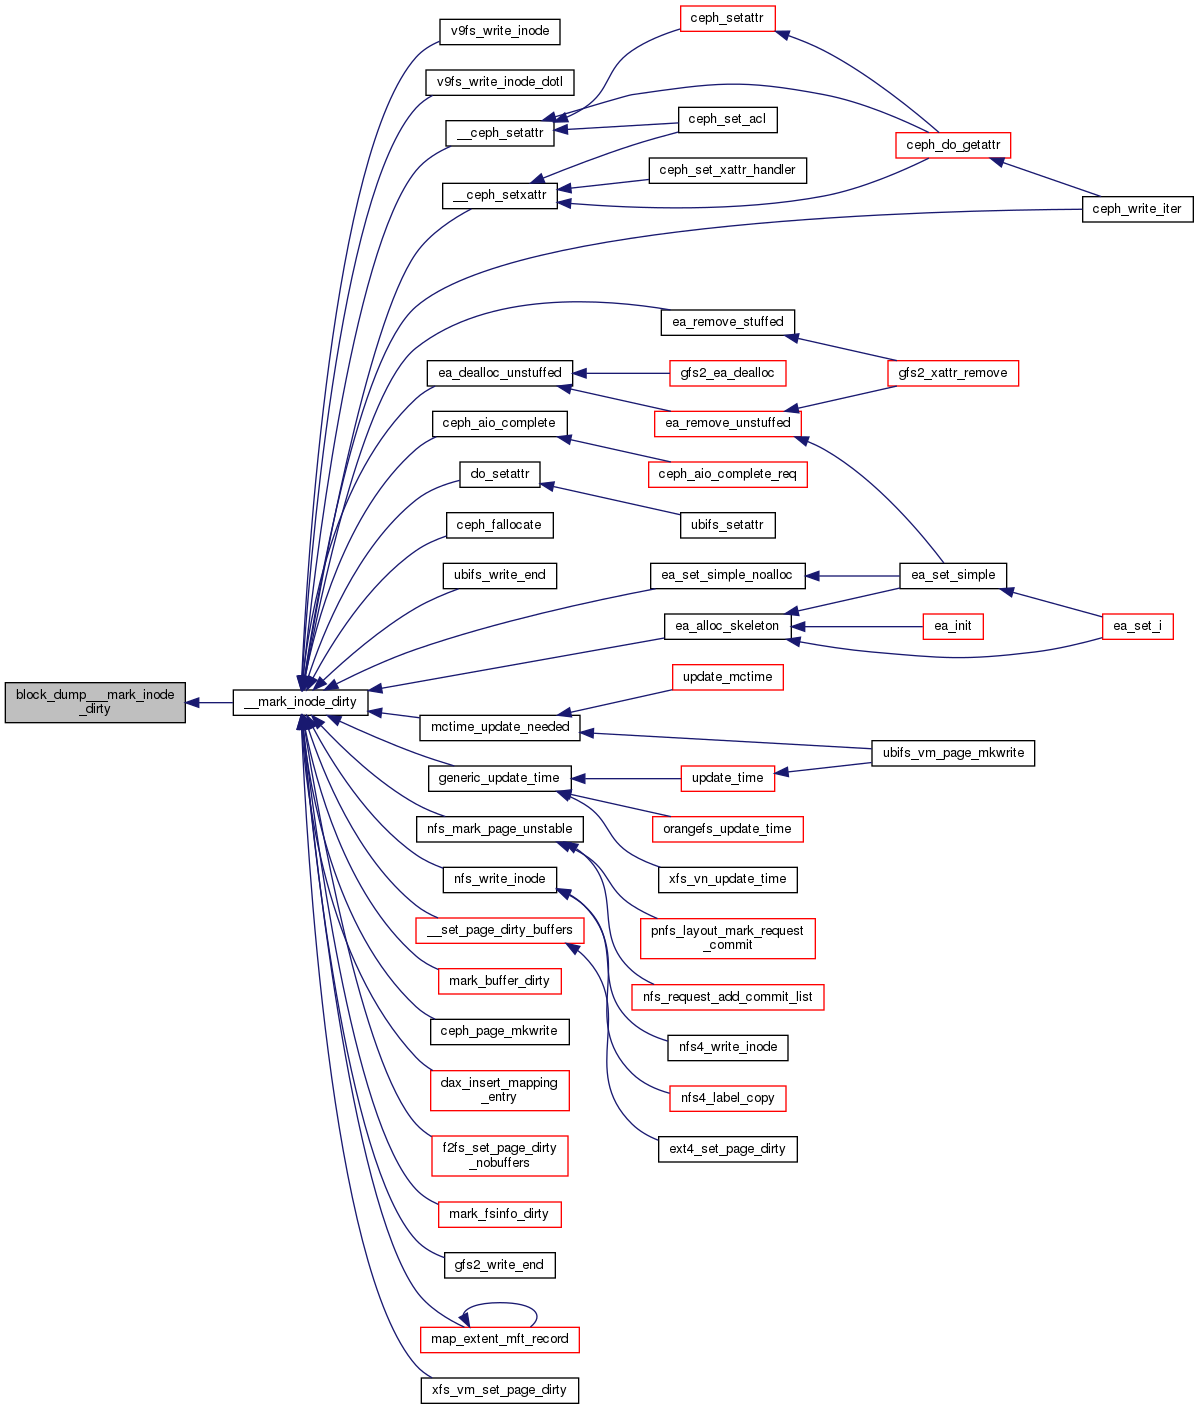 block_dump___mark_inode
_dirty
__mark_inode_dirty
v9fs_write_inode
v9fs_write_inode_dotl
__ceph_setattr
__ceph_setxattr
ea_dealloc_unstuffed
ceph_aio_complete
do_setattr
ceph_fallocate
ubifs_write_end
mctime_update_needed
generic_update_time
nfs_mark_page_unstable
nfs_write_inode
__set_page_dirty_buffers
mark_buffer_dirty
ceph_page_mkwrite
dax_insert_mapping
_entry
f2fs_set_page_dirty
_nobuffers
mark_fsinfo_dirty
gfs2_write_end
map_extent_mft_record
xfs_vm_set_page_dirty
ceph_setattr
ceph_set_acl
ceph_set_xattr_handler
ea_remove_stuffed
gfs2_ea_dealloc
ea_remove_unstuffed
ceph_aio_complete_req
ubifs_setattr
ea_set_simple_noalloc
ea_alloc_skeleton
update_mctime
update_time
orangefs_update_time
xfs_vn_update_time
pnfs_layout_mark_request
_commit
nfs_request_add_commit_list
nfs4_write_inode
nfs4_label_copy
ext4_set_page_dirty
ceph_do_getattr
gfs2_xattr_remove
ea_set_simple
ea_init
ubifs_vm_page_mkwrite
ceph_write_iter
ea_set_i